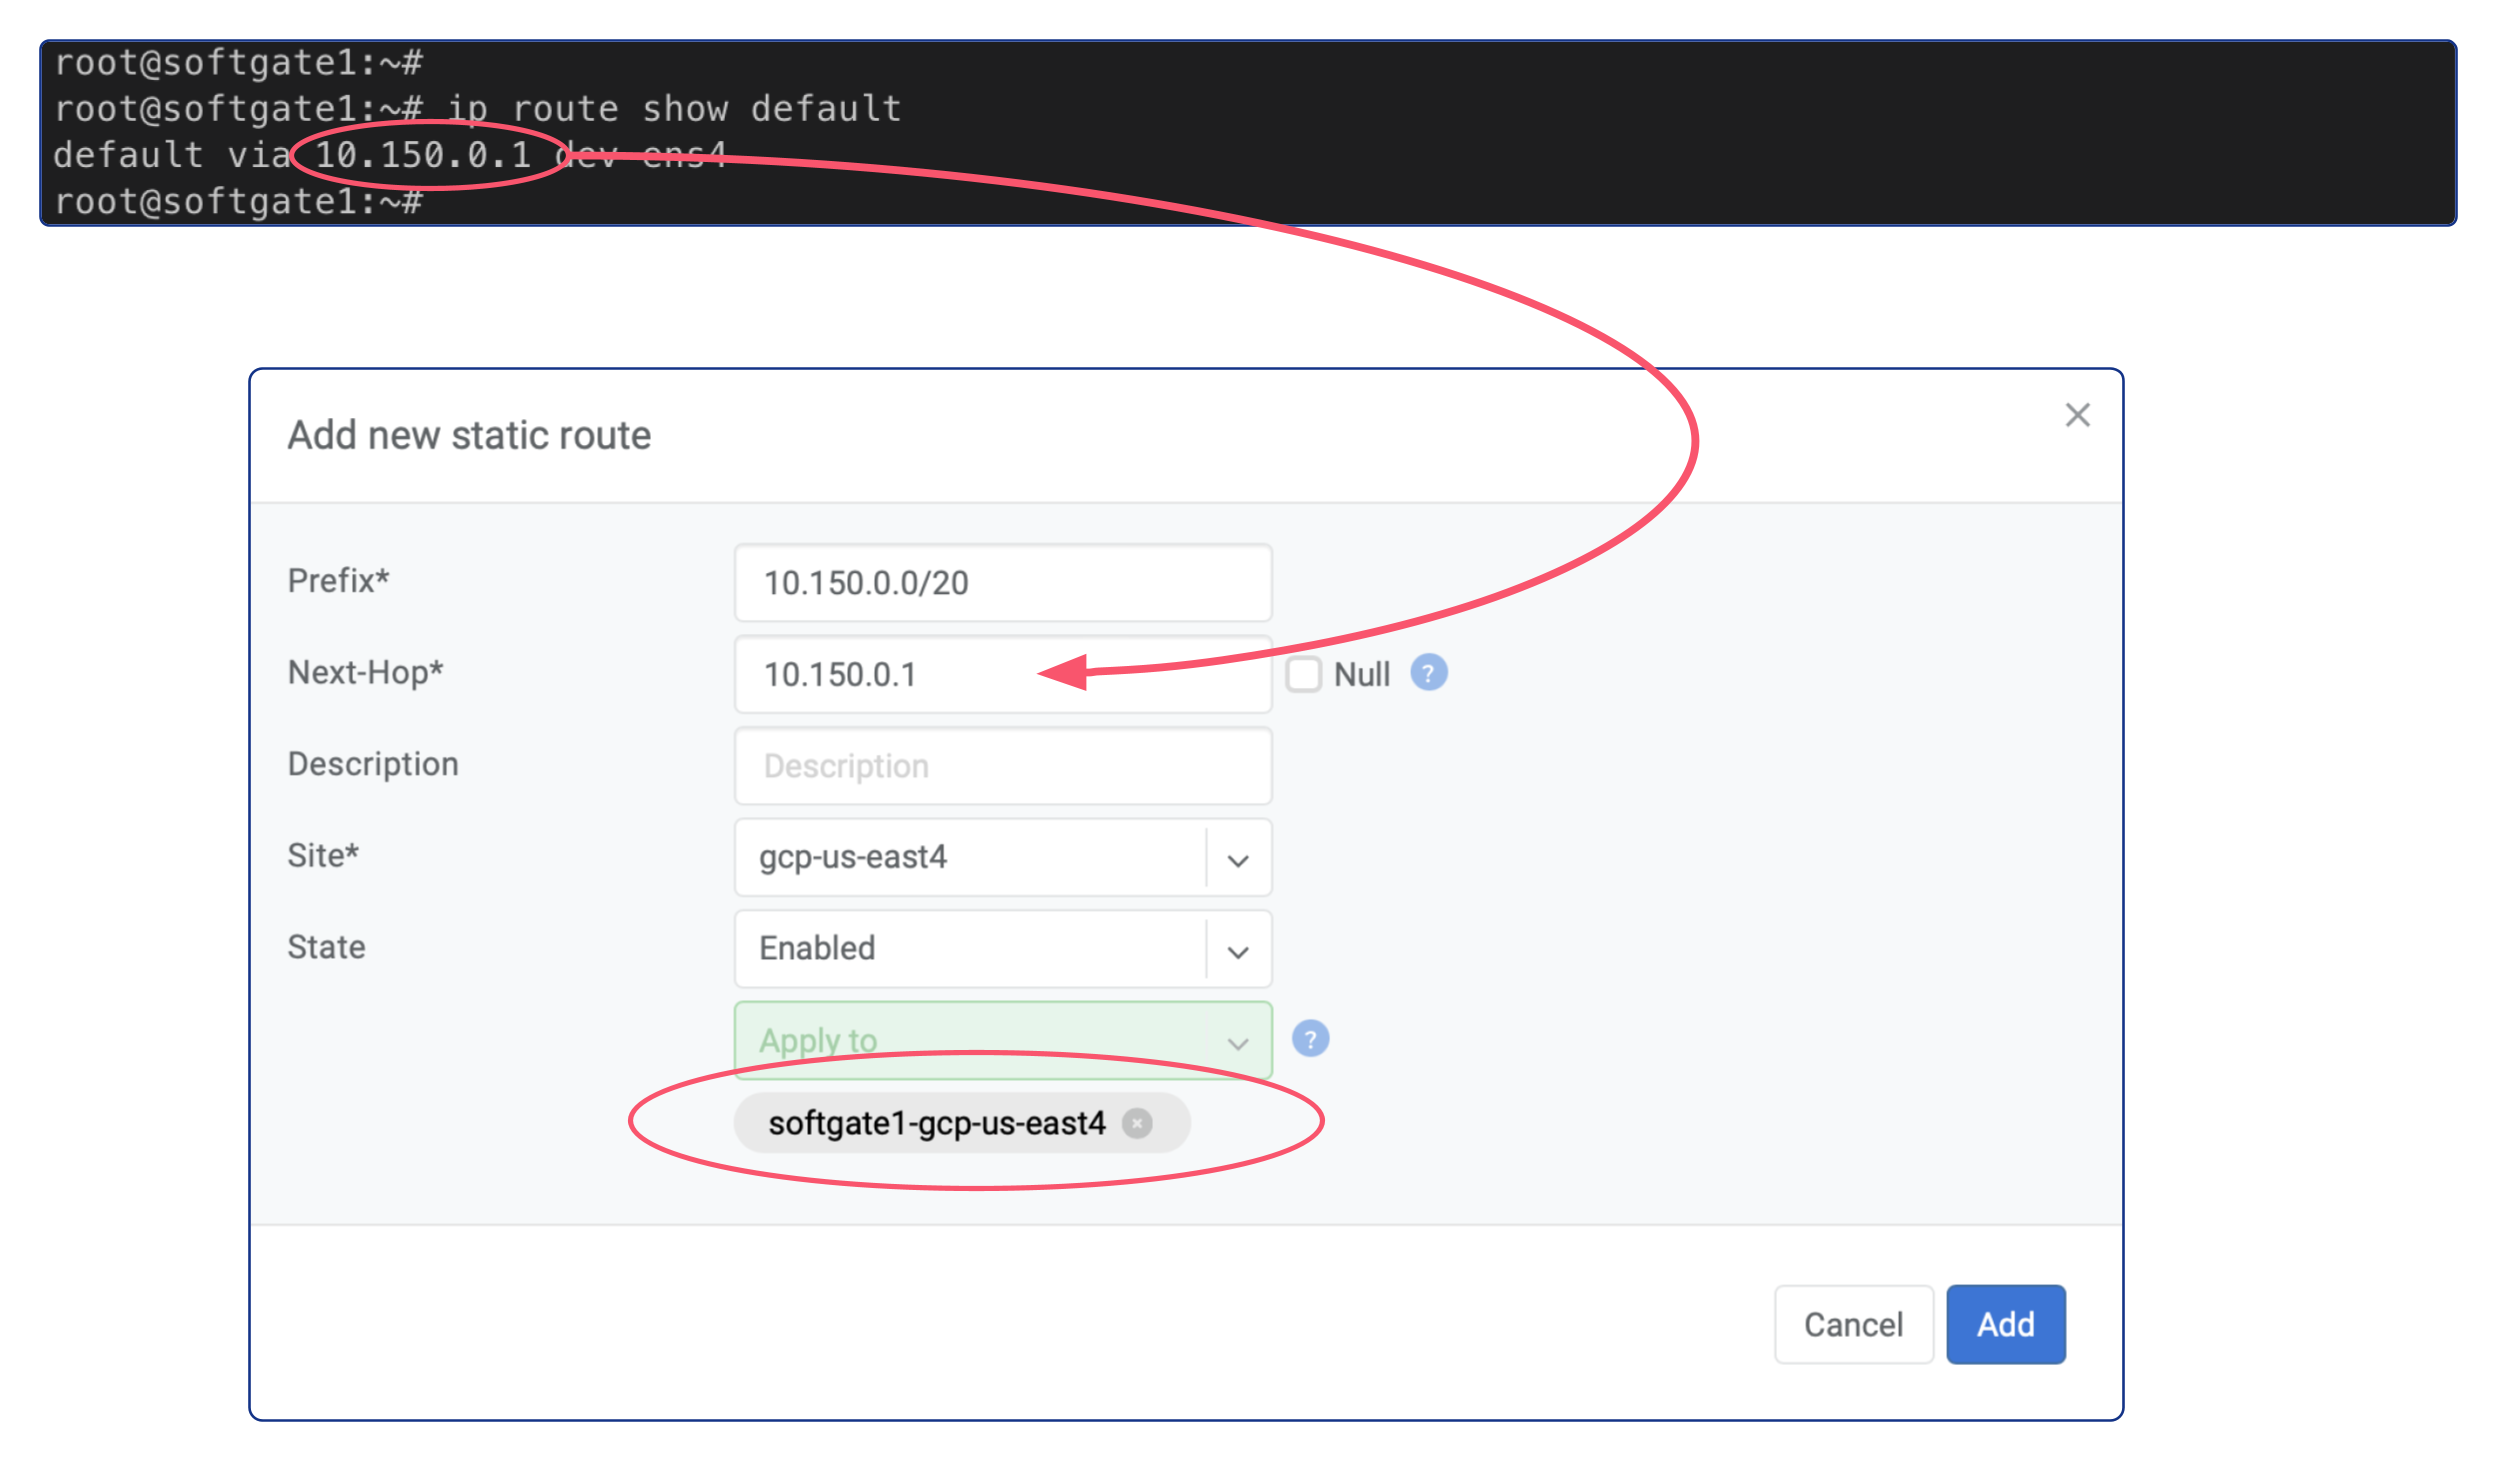 root@softgate1:~#
root@softgate1:~# ip route show default
default via 10.150.0.1 dev ens4
root@softgate1:~#
Add new static route
Prefix* 10.150.0.0/20
Next-Hop* 10.150.0.1 Null ?
Description Description
Site* gcp-us-east4
State Enabled
Apply to ?
softgate1-gcp-us-east4
Cancel Add